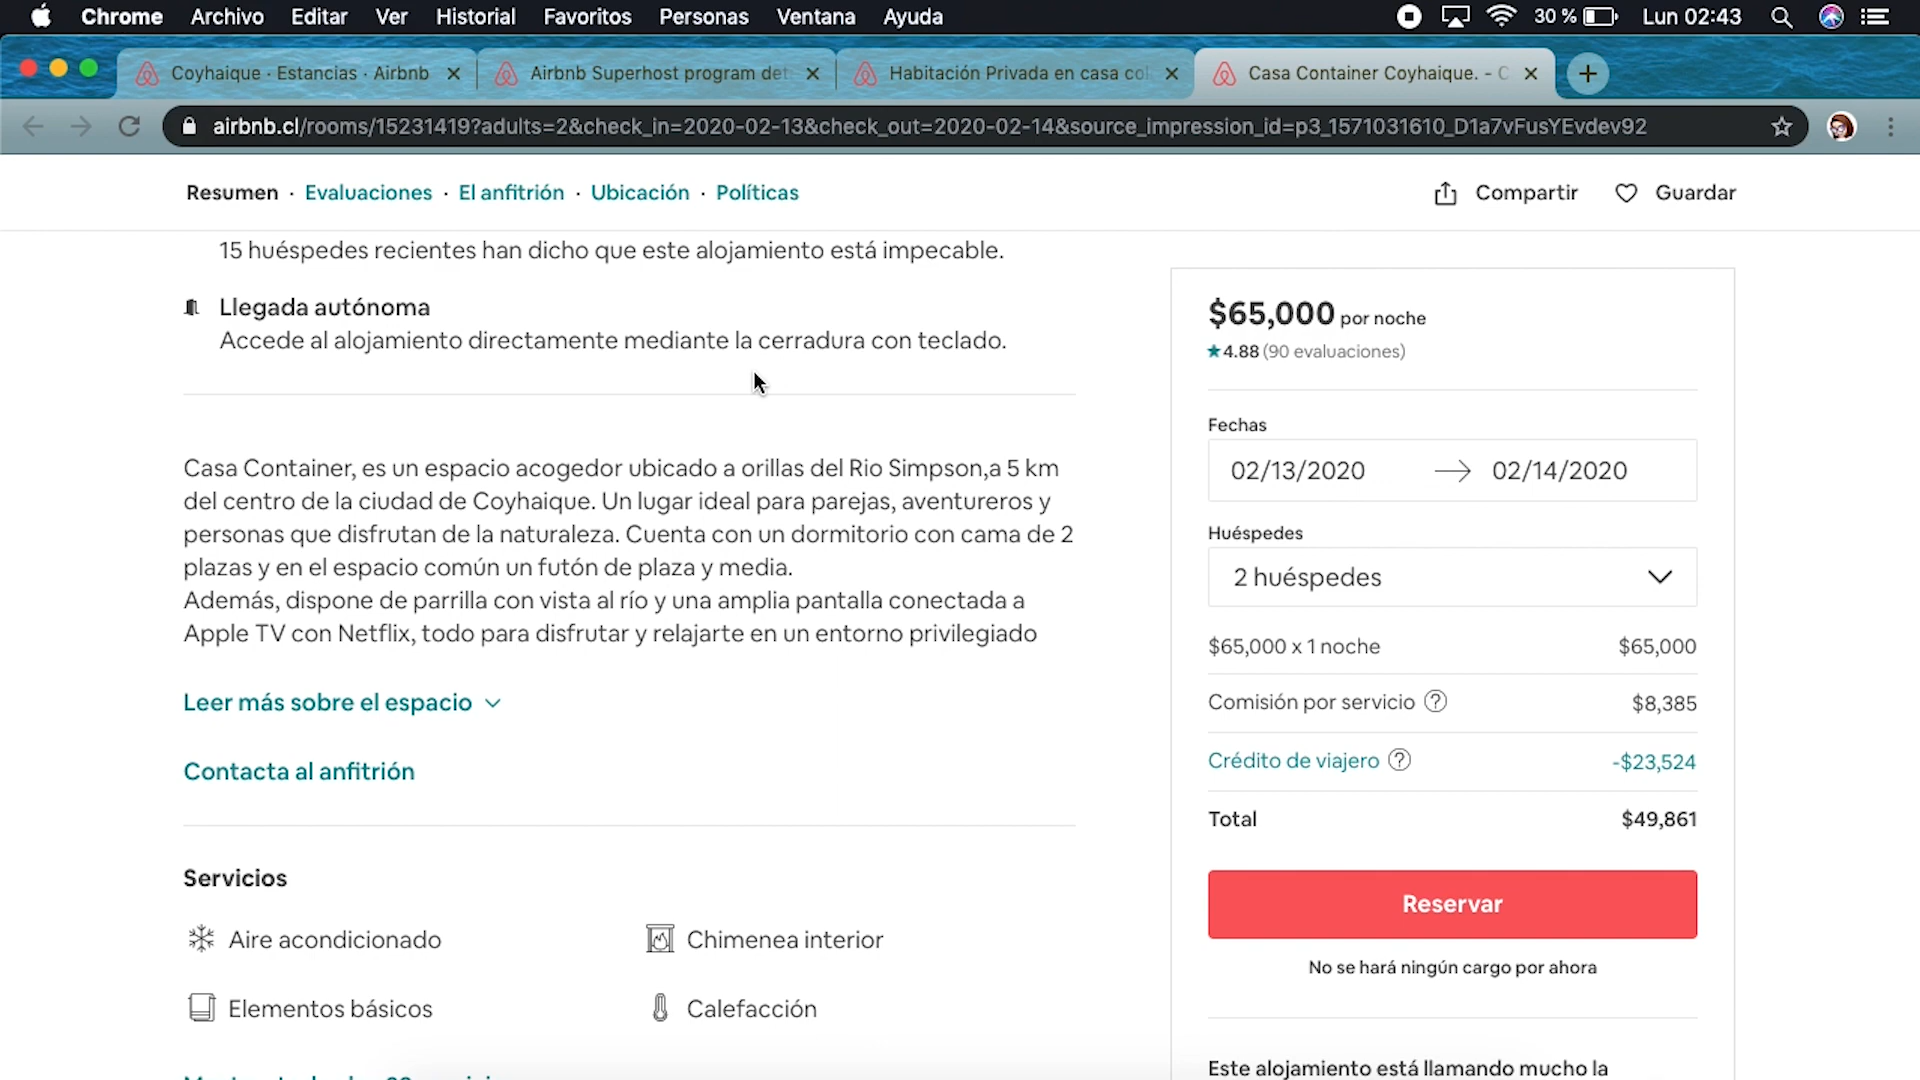 Chrome Archivo Editar Ver Historial Favoritos Personas Ventana Ayuda 30 % Lun 02:43
Coyhaique · Estancias · Airbnb
Airbnb Superhost program det
Habitación Privada en casa col
Casa Container Coyhaique. - C
airbnb.cl/rooms/15231419?adults=2&check_in=2020-02-13&check_out=2020-02-14&source_impression_id=p3_1571031610_D1a7vFusYEvdev92
Resumen · Evaluaciones · El anfitrión · Ubicación · Políticas
Compartir
Guardar
15 huéspedes recientes han dicho que este alojamiento está impecable.
Llegada autónoma
Accede al alojamiento directamente mediante la cerradura con teclado.
Casa Container, es un espacio acogedor ubicado a orillas del Rio Simpson,a 5 km
del centro de la ciudad de Coyhaique. Un lugar ideal para parejas, aventureros y
personas que disfrutan de la naturaleza. Cuenta con un dormitorio con cama de 2
plazas y en el espacio común un futón de plaza y media.
Además, dispone de parrilla con vista al río y una amplia pantalla conectada a
Apple TV con Netflix, todo para disfrutar y relajarte en un entorno privilegiado
Leer más sobre el espacio
Contacta al anfitrión
Servicios
Aire acondicionado
Chimenea interior
Elementos básicos
Calefacción
$65,000 por noche
4.88 (90 evaluaciones)
Fechas
02/13/2020 02/14/2020
Huéspedes
2 huéspedes
$65,000 x 1 noche $65,000
Comisión por servicio ? $8,385
Crédito de viajero ? -$23,524
Total $49,861
Reservar
No se hará ningún cargo por ahora
Este alojamiento está llamando mucho la